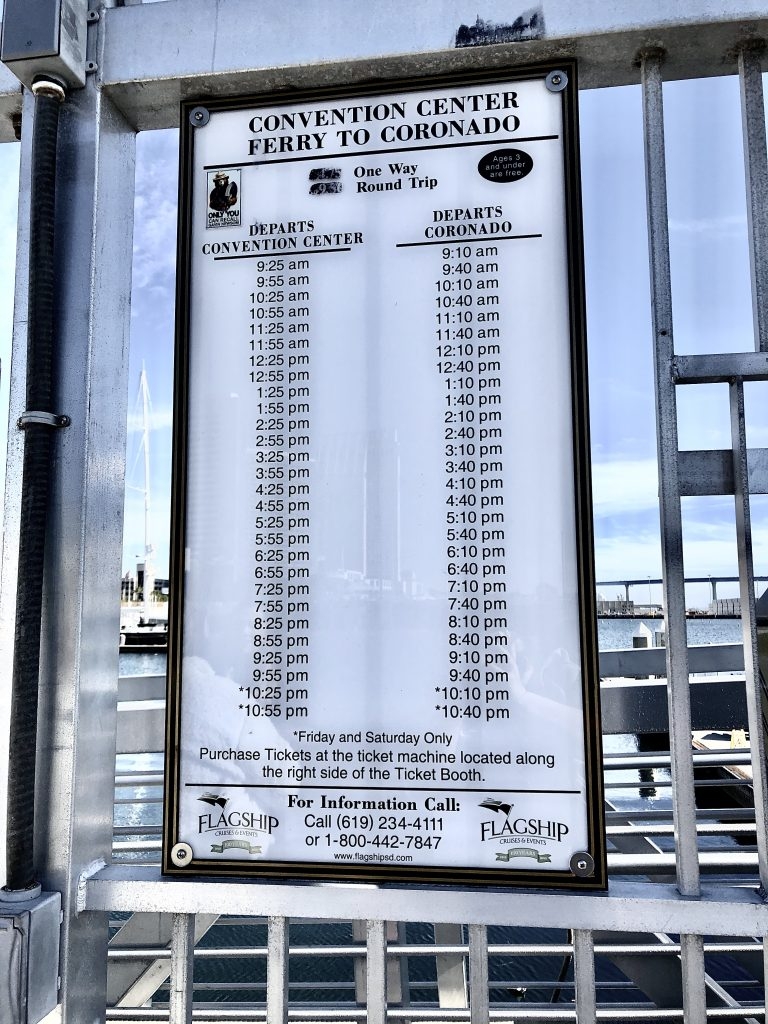 CONVENTION CENTER
FERRY TO CORONADO
One Way
Round Trip
Ages 3
and under
are free.
ONLY YOU
DEPARTS
CONVENTION CENTER
9:25 am
9:55 am
10:25 am
10:55 am
11:25 am
11:55 am
12:25 pm
12:55 pm
1:25 pm
1:55 pm
2:25 pm
2:55 pm
3:25 pm
3:55 pm
4:25 pm
4:55 pm
5:25 pm
5:55 pm
6:25 pm
6:55 pm
7:25 pm
7:55 pm
8:25 pm
8:55 pm
9:25 pm
9:55 pm
*10:25 pm
*10:55 pm
DEPARTS
CORONADO
9:10 am
9:40 am
10:10 am
10:40 am
11:10 am
11:40 am
12:10 pm
12:40 pm
1:10 pm
1:40 pm
2:10 pm
2:40 pm
3:10 pm
3:40 pm
4:10 pm
4:40 pm
5:10 pm
5:40 pm
6:10 pm
6:40 pm
7:10 pm
7:40 pm
8:10 pm
8:40 pm
9:10 pm
9:40 pm
*10:10 pm
*10:40 pm
*Friday and Saturday Only
Purchase Tickets at the ticket machine located along
the right side of the Ticket Booth.
FLAGSHIP
CRUISES & EVENTS
For Information Call:
Call (619) 234-4111
or 1-800-442-7847
www.flagshipsd.com
FLAGSHIP
CRUISES & EVENTS